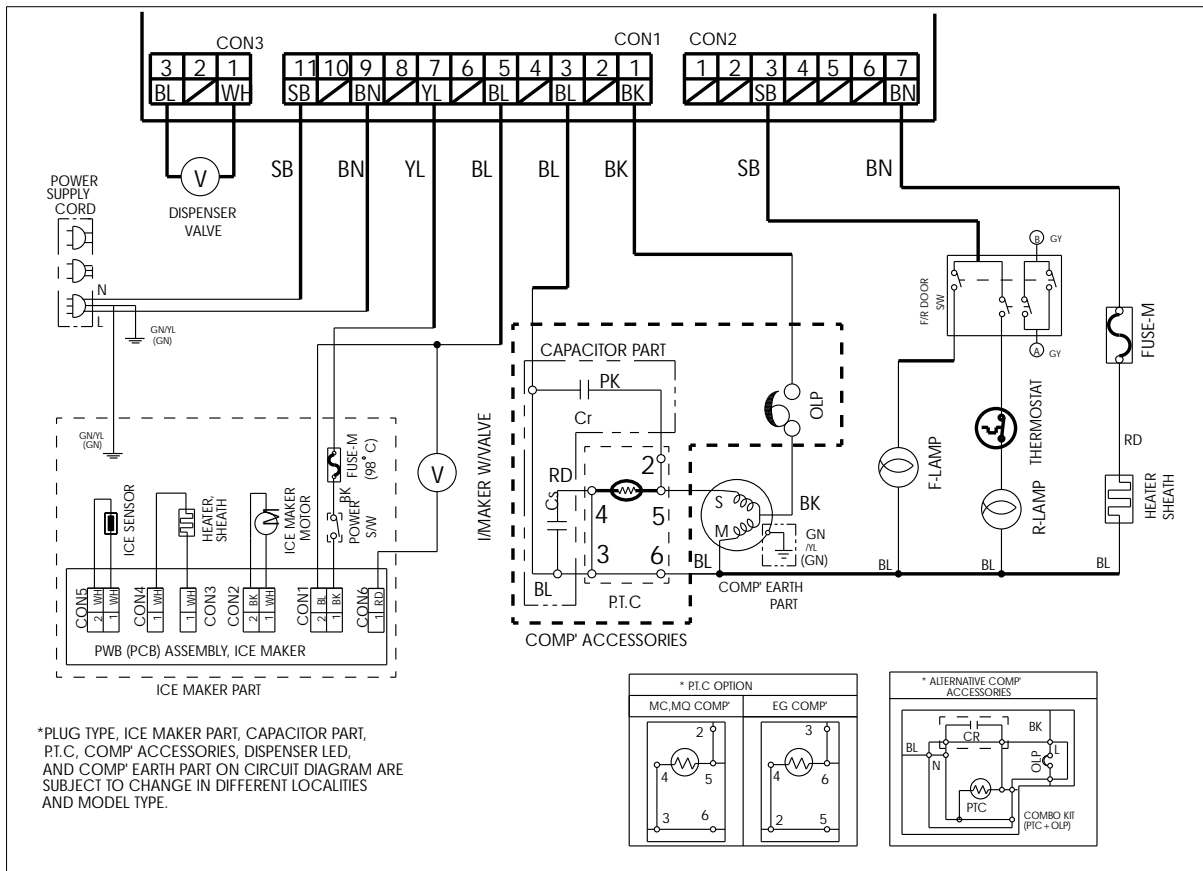 CON3
CON1
CON2
3 2 1
BL WH
11 10 9 8 7 6 5 4 3 2 1
SB BN YL BL BL BK
1 2 3 4 5 6 7
SB BN
SB
BN
YL
BL
BL
BK
SB
BN
V
DISPENSER
VALVE
POWER
SUPPLY
CORD
N
L
GN/YL
(GN)
GN/YL
(GN)
B GY
F/R DOOR
S/W
A GY
FUSE-M
RD
HEATER
SHEATH
BL
THERMOSTAT
R-LAMP
BL
F-LAMP
BL
CAPACITOR PART
PK
Cr
OLP
I/MAKER W/VALVE
V
RD
Cs
2
4
5
3
6
BL
P.T.C
S
M
BK
GN
/YL
(GN)
BL
COMP' EARTH
PART
COMP' ACCESSORIES
FUSE-M
(98˚C)
BK
POWER
S/W
ICE SENSOR
HEATER,
SHEATH
ICE MAKER
MOTOR
CON5
2 WH
1 WH
CON4
1 WH
1 WH
CON3
CON2
2 BK
1 WH
CON1
2 BL
1 BK
CON6
1 RD
PWB (PCB) ASSEMBLY, ICE MAKER
ICE MAKER PART
*PLUG TYPE, ICE MAKER PART, CAPACITOR PART,
P.T.C, COMP' ACCESSORIES, DISPENSER LED,
AND COMP' EARTH PART ON CIRCUIT DIAGRAM ARE
SUBJECT TO CHANGE IN DIFFERENT LOCALITIES
AND MODEL TYPE.
* P.T.C OPTION
MC,MQ COMP'
EG COMP'
2
4
5
3
6
3
4
6
2
5
* ALTERNATIVE COMP'
ACCESSORIES
CR
BK
BL
N
L
OLP
PTC
COMBO KIT
(PTC + OLP)